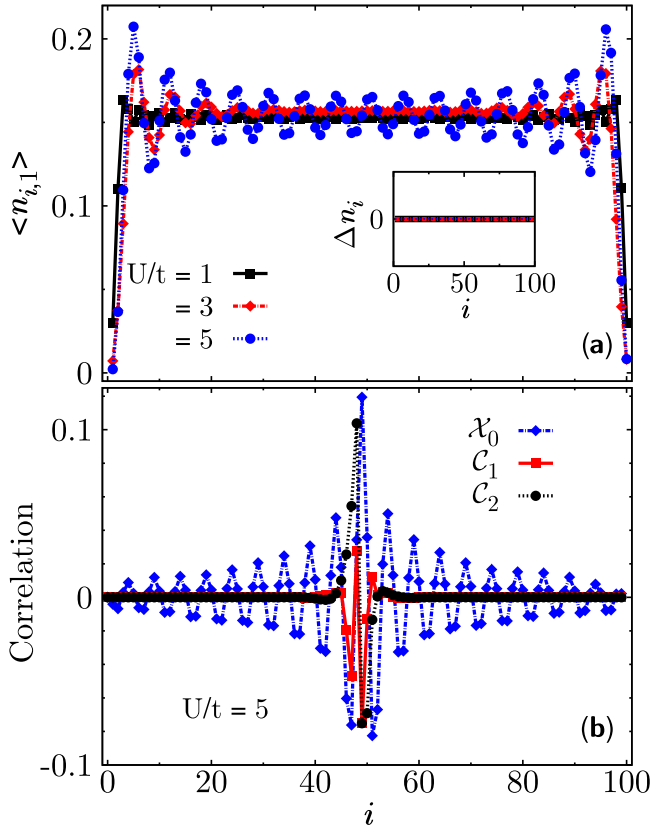 0.2
0.1
0
<n_{i,1}>
U/t = 1
= 3
= 5
Δn_i
0
0 50 100
i
(a)
0.1
0
-0.1
Correlation
𝒳_0
𝒞_1
𝒞_2
U/t = 5
(b)
0 20 40 60 80 100
i